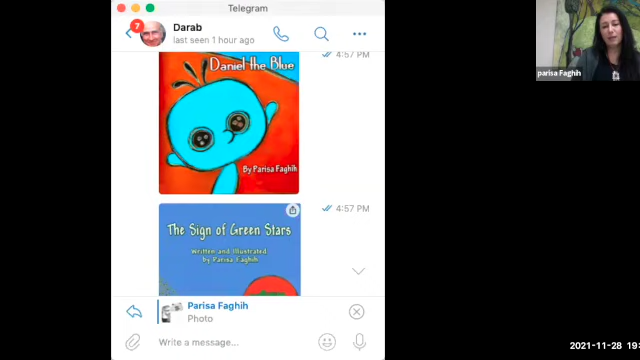 Telegram
7
Darab
last seen 1 hour ago
4:57 PM
Daniel the Blue
By Parisa Faghih
4:57 PM
The Sign of Green Stars
Written and Illustrated
by Parisa Faghih
Parisa Faghih
Photo
Write a message...
parisa Faghih
2021-11-28 19